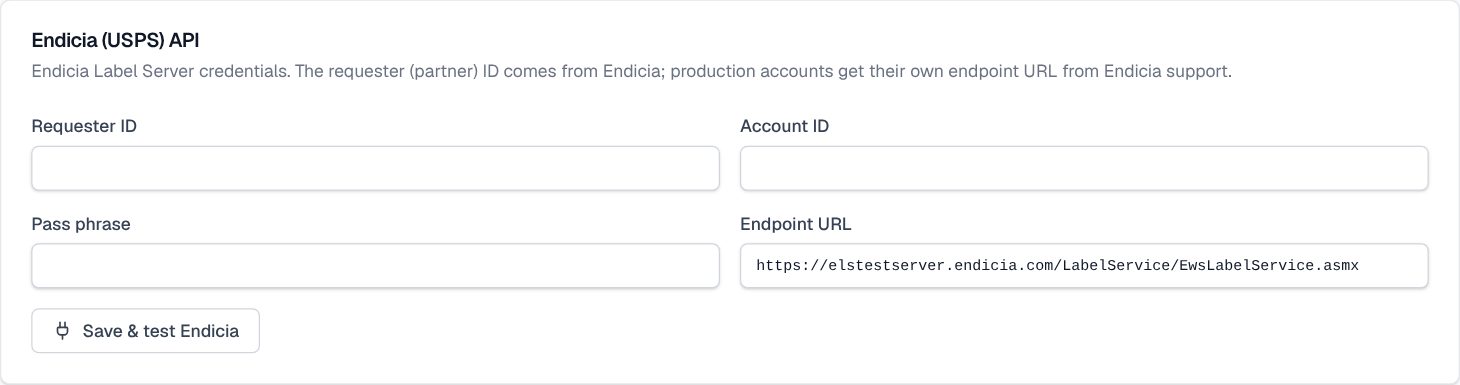 Endicia (USPS) API
Endicia Label Server credentials. The requester (partner) ID comes from Endicia; production accounts get their own endpoint URL from Endicia support.
Requester ID
Account ID
Pass phrase
Endpoint URL
https://elstestserver.endicia.com/LabelService/EwsLabelService.asmx
Save & test Endicia